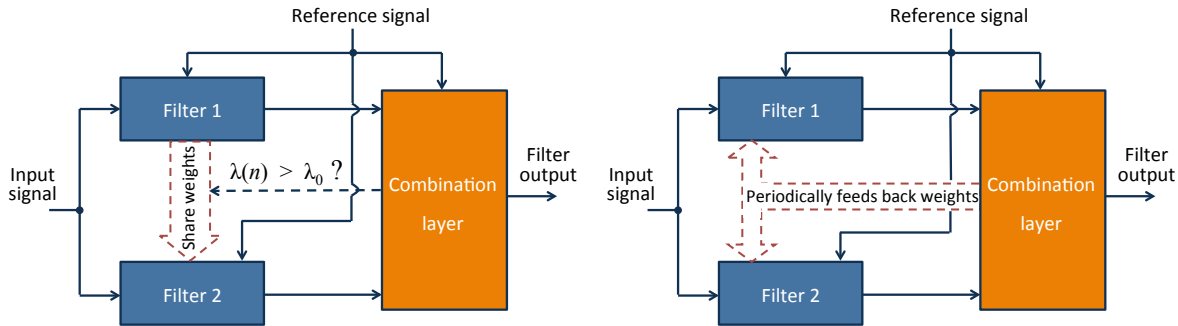 Reference signal
Filter 1
Input
signal
Share weights
λ(n) > λ0 ?
Combination
layer
Filter
output
Filter 2
Reference signal
Filter 1
Input
signal
Periodically feeds back weights
Combination
layer
Filter
output
Filter 2